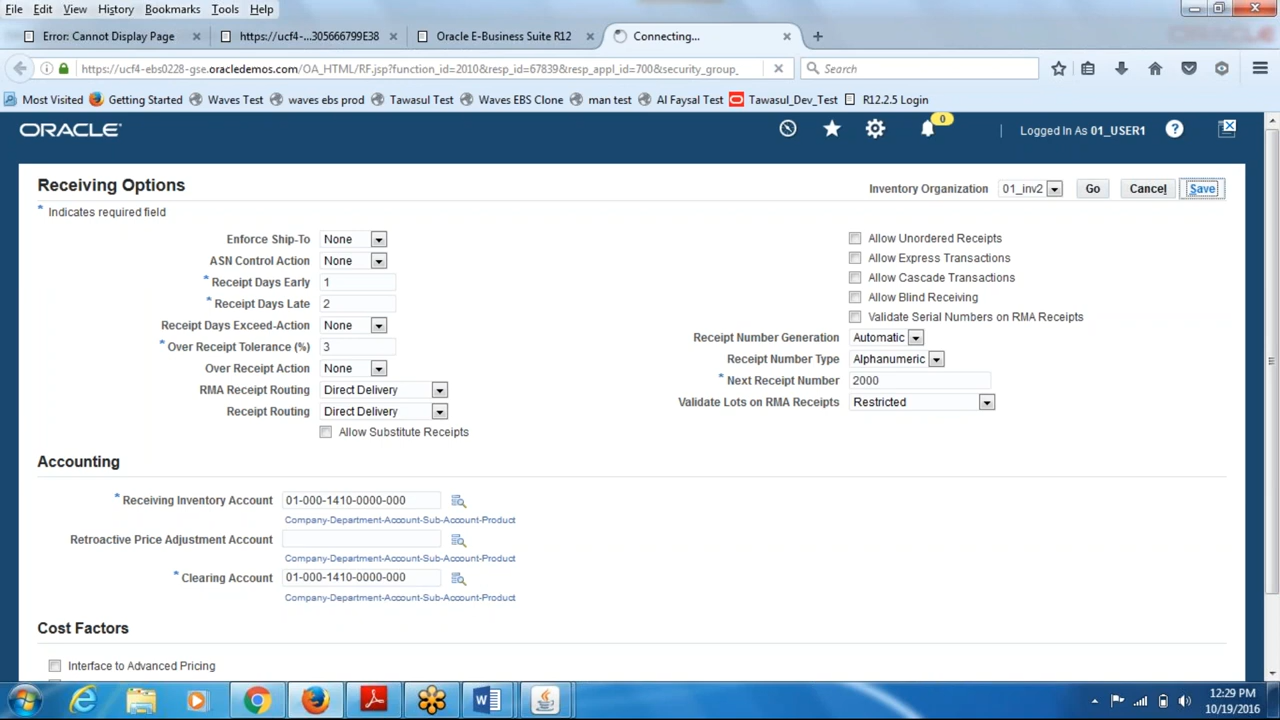 File Edit View History Bookmarks Tools Help
Error: Cannot Display Page
https://ucf4-...305666799E38
Oracle E-Business Suite R12
Connecting...
https://ucf4-ebs0228-gse.oracledemos.com/OA_HTML/RF.jsp?function_id=2010&resp_id=67839&resp_appl_id=700&security_group_
Search
Most Visited Getting Started Waves Test waves ebs prod Tawasul Test Waves EBS Clone man test Al Faysal Test Tawasul_Dev_Test R12.2.5 Login
ORACLE
0
Logged In As 01_USER1
Receiving Options
Inventory Organization 01_inv2 Go Cancel Save
* Indicates required field
Enforce Ship-To None
ASN Control Action None
* Receipt Days Early 1
* Receipt Days Late 2
Receipt Days Exceed-Action None
* Over Receipt Tolerance (%) 3
Over Receipt Action None
RMA Receipt Routing Direct Delivery
Receipt Routing Direct Delivery
Allow Substitute Receipts
Allow Unordered Receipts
Allow Express Transactions
Allow Cascade Transactions
Allow Blind Receiving
Validate Serial Numbers on RMA Receipts
Receipt Number Generation Automatic
Receipt Number Type Alphanumeric
* Next Receipt Number 2000
Validate Lots on RMA Receipts Restricted
Accounting
* Receiving Inventory Account 01-000-1410-0000-000
Company-Department-Account-Sub-Account-Product
Retroactive Price Adjustment Account
Company-Department-Account-Sub-Account-Product
* Clearing Account 01-000-1410-0000-000
Company-Department-Account-Sub-Account-Product
Cost Factors
Interface to Advanced Pricing
12:29 PM
10/19/2016